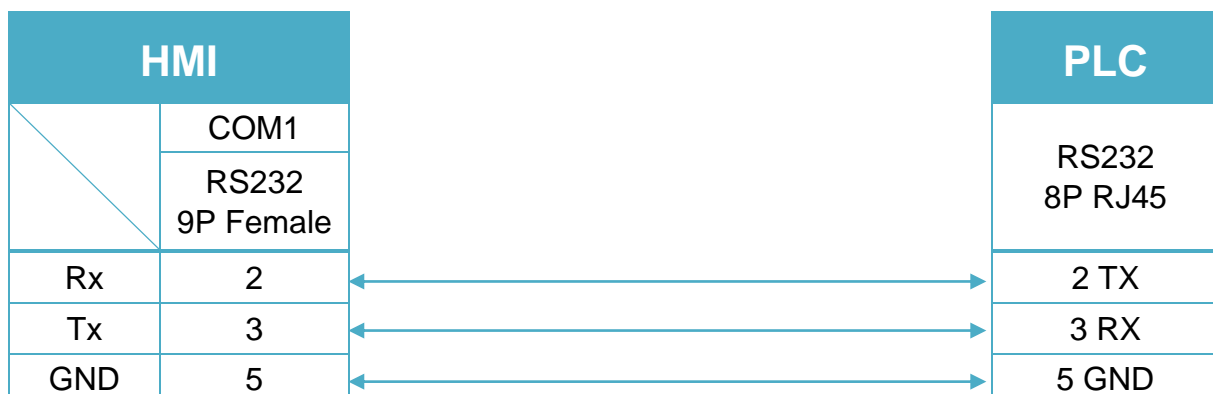 HMI
PLC
COM1
RS232
9P Female
RS232
8P RJ45
Rx 2 2 TX
Tx 3 3 RX
GND 5 5 GND